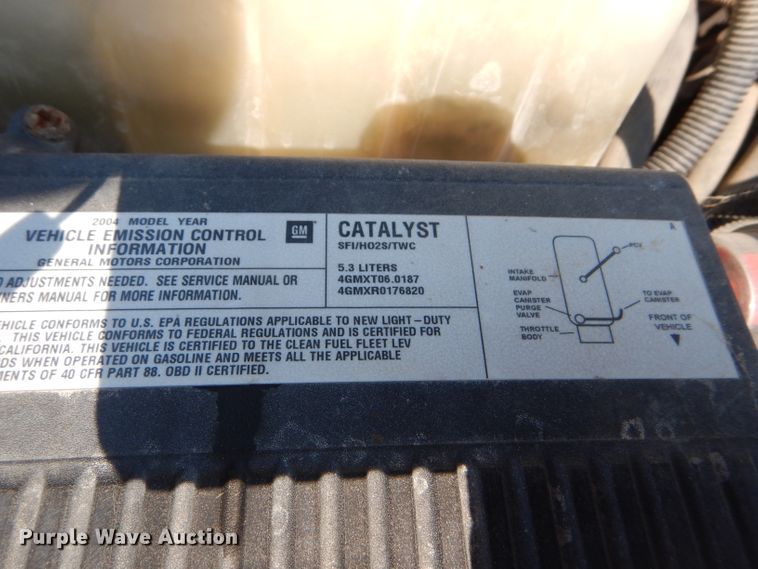 2004 MODEL YEAR
VEHICLE EMISSION CONTROL
INFORMATION
GENERAL MOTORS CORPORATION
GM
ADJUSTMENTS NEEDED. SEE SERVICE MANUAL OR
MANUAL FOR MORE INFORMATION.
VEHICLE CONFORMS TO U.S. EPA REGULATIONS APPLICABLE TO NEW LIGHT-DUTY
THIS VEHICLE CONFORMS TO FEDERAL REGULATIONS AND IS CERTIFIED FOR
CALIFORNIA. THIS VEHICLE IS CERTIFIED TO THE CLEAN FUEL FLEET LEV
WHEN OPERATED ON GASOLINE AND MEETS ALL THE APPLICABLE
OF 40 CFR PART 88. OBD II CERTIFIED.
CATALYST
SFI/HO2S/TWC
5.3 LITERS
4GMXT06.0187
4GMXR0176820
A
PCV
INTAKE
MANIFOLD
EVAP
CANISTER
PURGE
VALVE
THROTTLE
BODY
TO EVAP
CANISTER
FRONT OF
VEHICLE
Purple Wave Auction